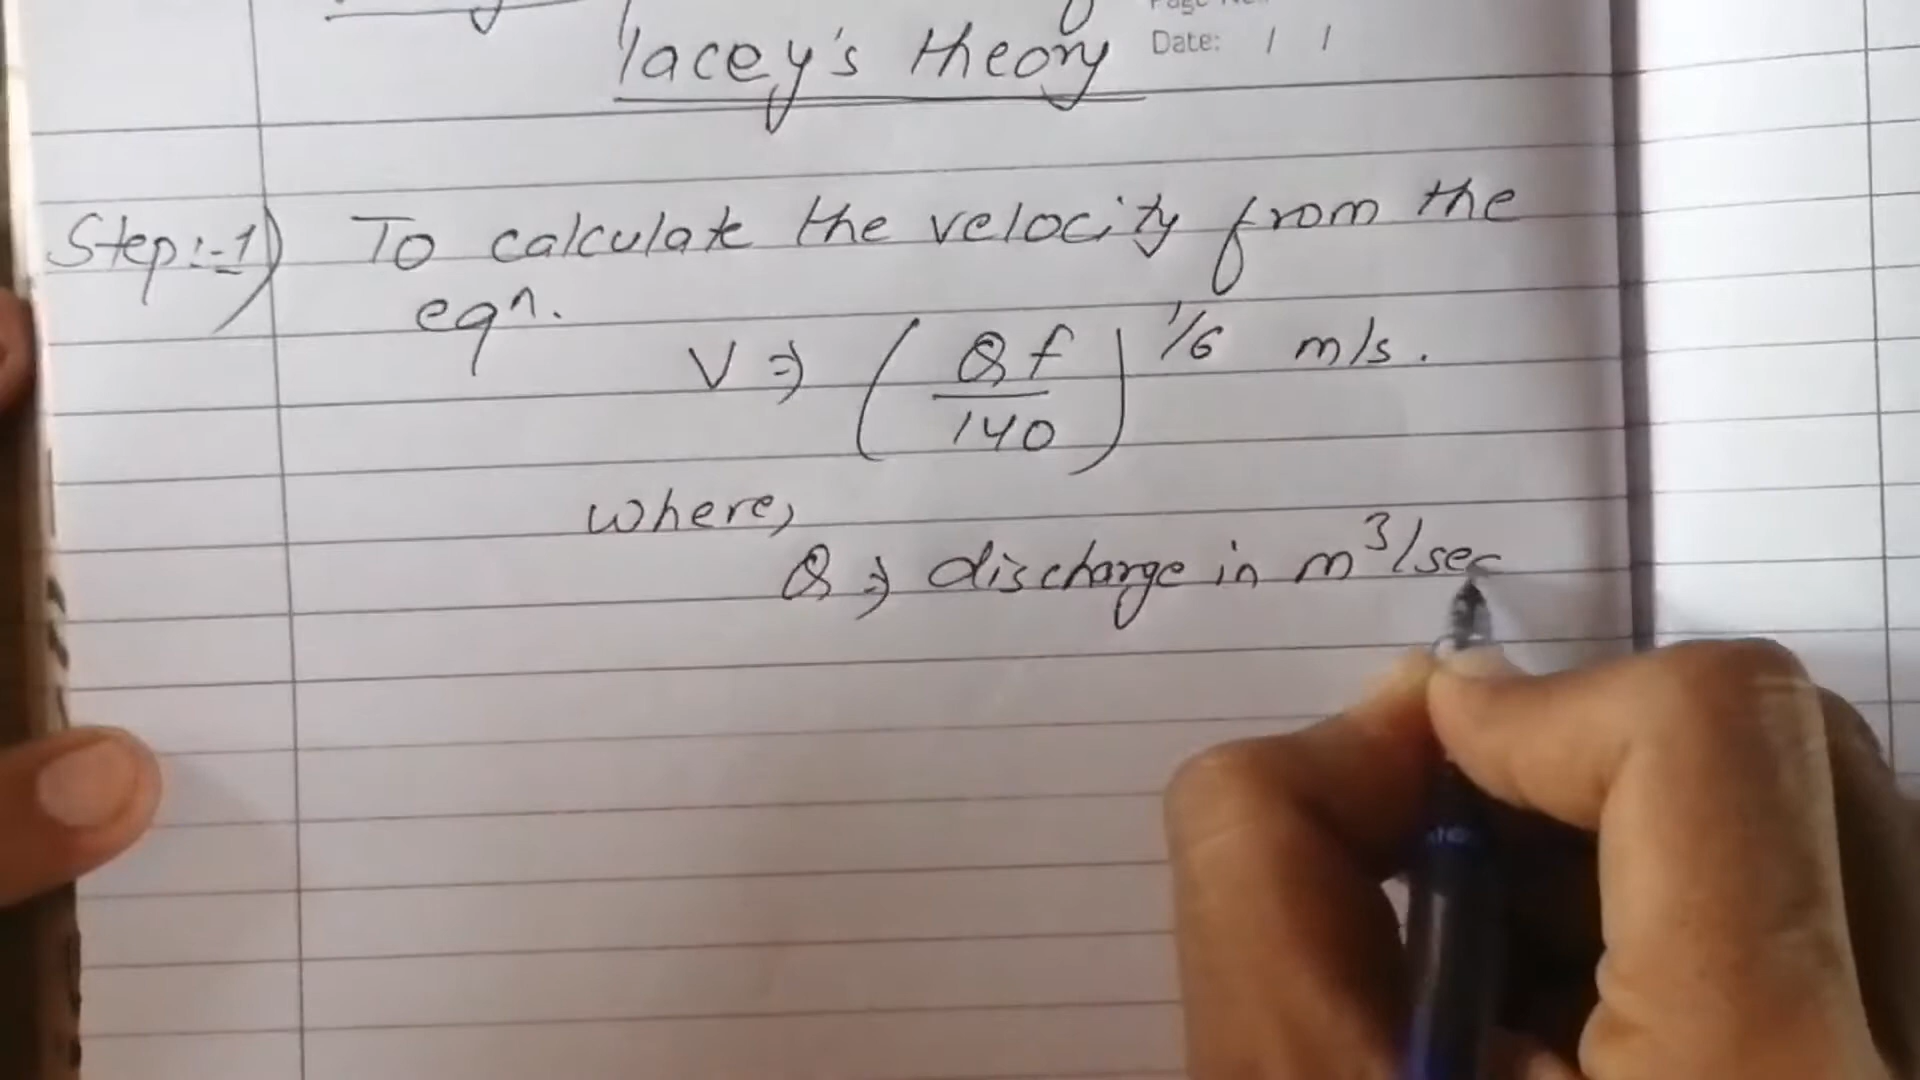 Date: / /
lacey's theory
Step:-1) To calculate the velocity from the
eqn.
V => (Qf/140)^1/6 m/s.
where,
Q => discharge in m³/sec